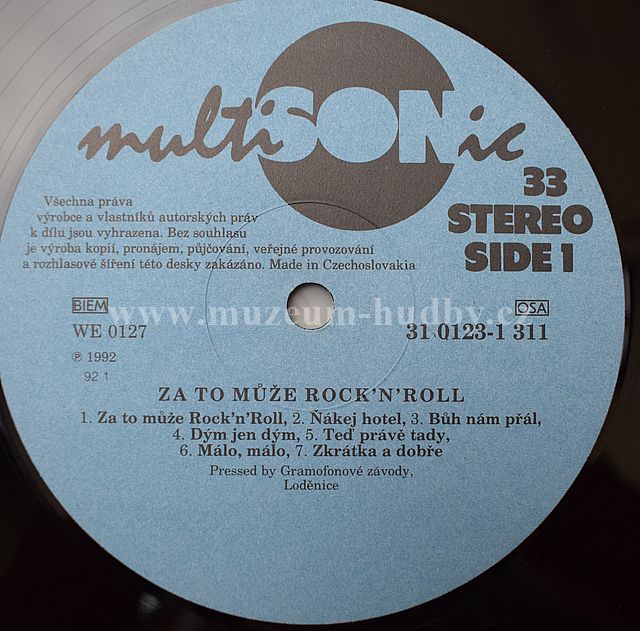 multiSONic
33
STEREO
SIDE 1
Všechna práva
výrobce a vlastníků autorských práv
k dílu jsou vyhrazena. Bez souhlasu
je výroba kopií, pronájem, půjčování, veřejné provozování
a rozhlasové šíření této desky zakázáno. Made in Czechoslovakia
BIEM
OSA
www.muzeum-hudby.cz
WE 0127
31 0123-1 311
℗ 1992
92 1
ZA TO MŮŽE ROCK'N'ROLL
1. Za to může Rock'n'Roll, 2. Ňákej hotel, 3. Bůh nám přál,
4. Dým jen dým, 5. Teď právě tady,
6. Málo, málo, 7. Zkrátka a dobře
Pressed by Gramofonové závody,
Loděnice